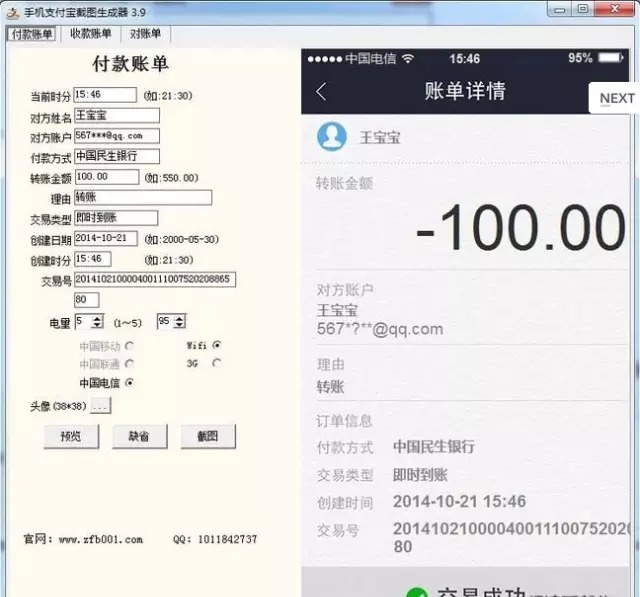 手机支付宝截图生成器 3.9
付款账单 收款账单 对账单
付款账单
当前时分 15:46 (如:21:30)
对方姓名 王宝宝
对方账户 567***@qq.com
付款方式 中国民生银行
转账金额 100.00 (如:550.00)
理由 转账
交易类型 即时到账
创建日期 2014-10-21 (如:2000-05-30)
创建时分 15:46 (如:21:30)
交易号 20141021000400111007520208865
80
电量 5 (1~5) 95
中国移动 Wifi
中国联通 3G
中国电信
头像(38*38) ...
预览 缺省 截图
官网: www.zfb001.com QQ: 1011842737
中国电信 15:46 95%
账单详情
NEXT
王宝宝
转账金额
-100.00
对方账户
王宝宝
567*?**@qq.com
理由
转账
订单信息
付款方式 中国民生银行
交易类型 即时到账
创建时间 2014-10-21 15:46
交易号 2014102100040011100752020
80
交易成功